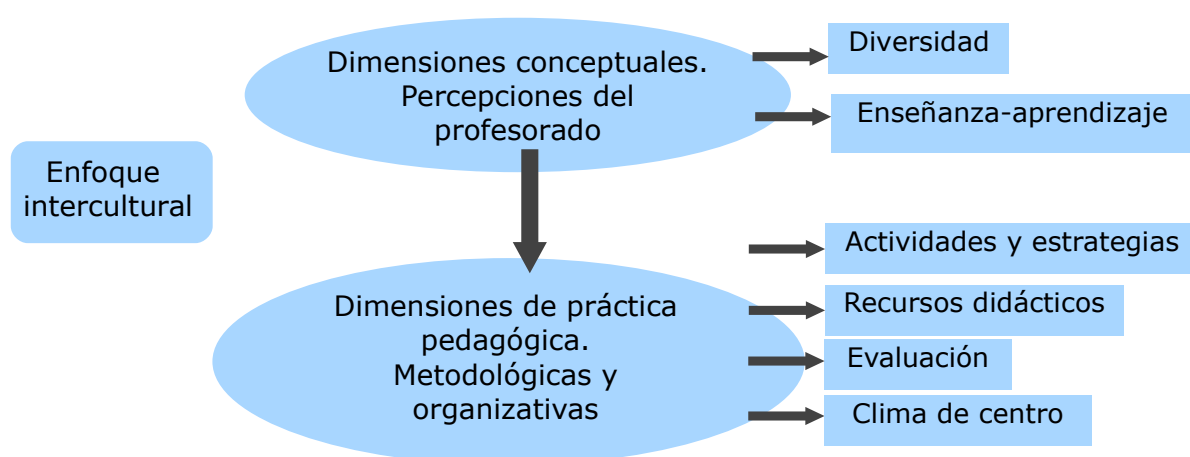 Enfoque
intercultural
Dimensiones conceptuales.
Percepciones del
profesorado
Diversidad
Enseñanza-aprendizaje
Dimensiones de práctica
pedagógica.
Metodológicas y
organizativas
Actividades y estrategias
Recursos didácticos
Evaluación
Clima de centro